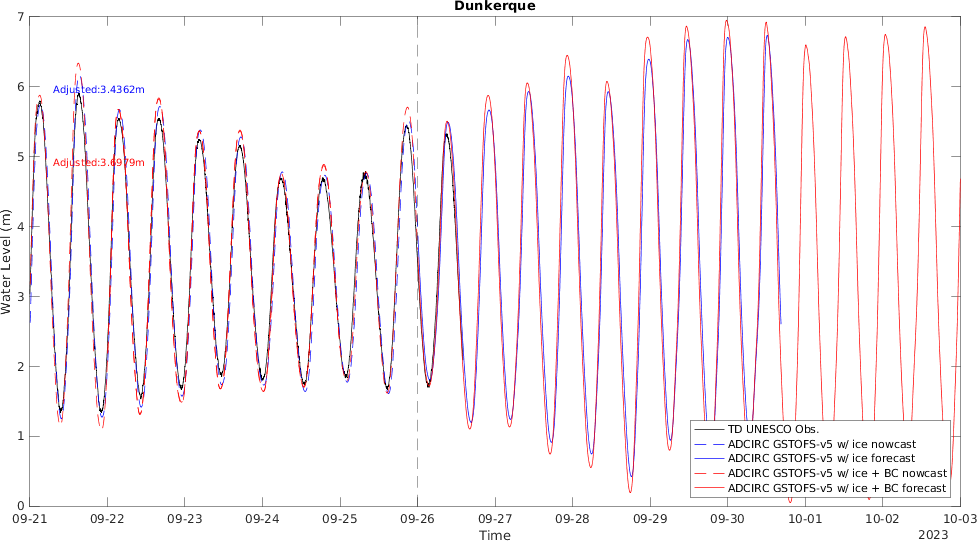 Dunkerque
7
6
5
4
3
2
1
0
Water Level (m)
Adjusted:3.4362m
Adjusted:3.6979m
TD UNESCO Obs.
ADCIRC GSTOFS-v5 w/ ice nowcast
ADCIRC GSTOFS-v5 w/ ice forecast
ADCIRC GSTOFS-v5 w/ ice + BC nowcast
ADCIRC GSTOFS-v5 w/ ice + BC forecast
09-21 09-22 09-23 09-24 09-25 09-26 09-27 09-28 09-29 09-30 10-01 10-02 10-03
Time
2023